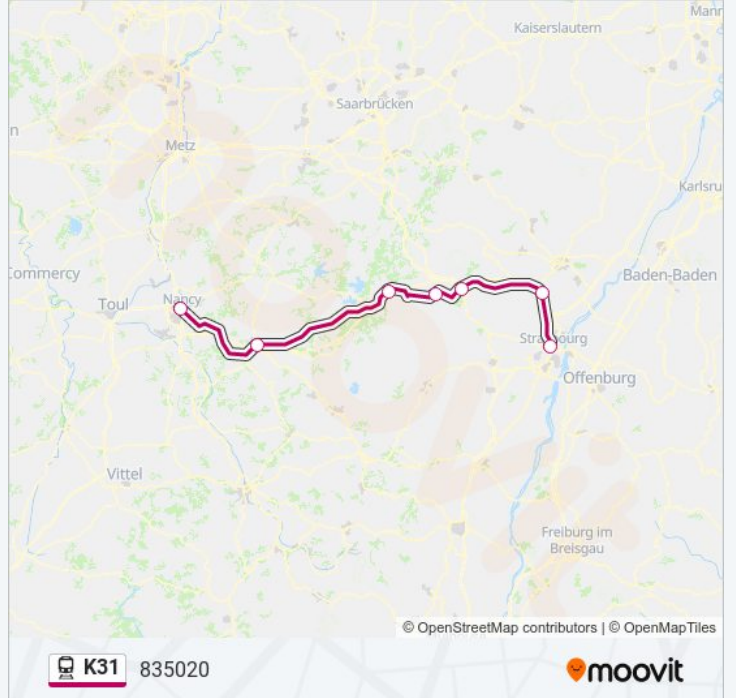 Mann
Kaiserslautern
Saarbrücken
n
Metz
Karlsru
ommercy
Baden-Baden
Toul
Nancy
Strasbourg
Offenburg
Vittel
Freiburg im
Breisgau
© OpenStreetMap contributors | © OpenMapTiles
K31 835020
moovit